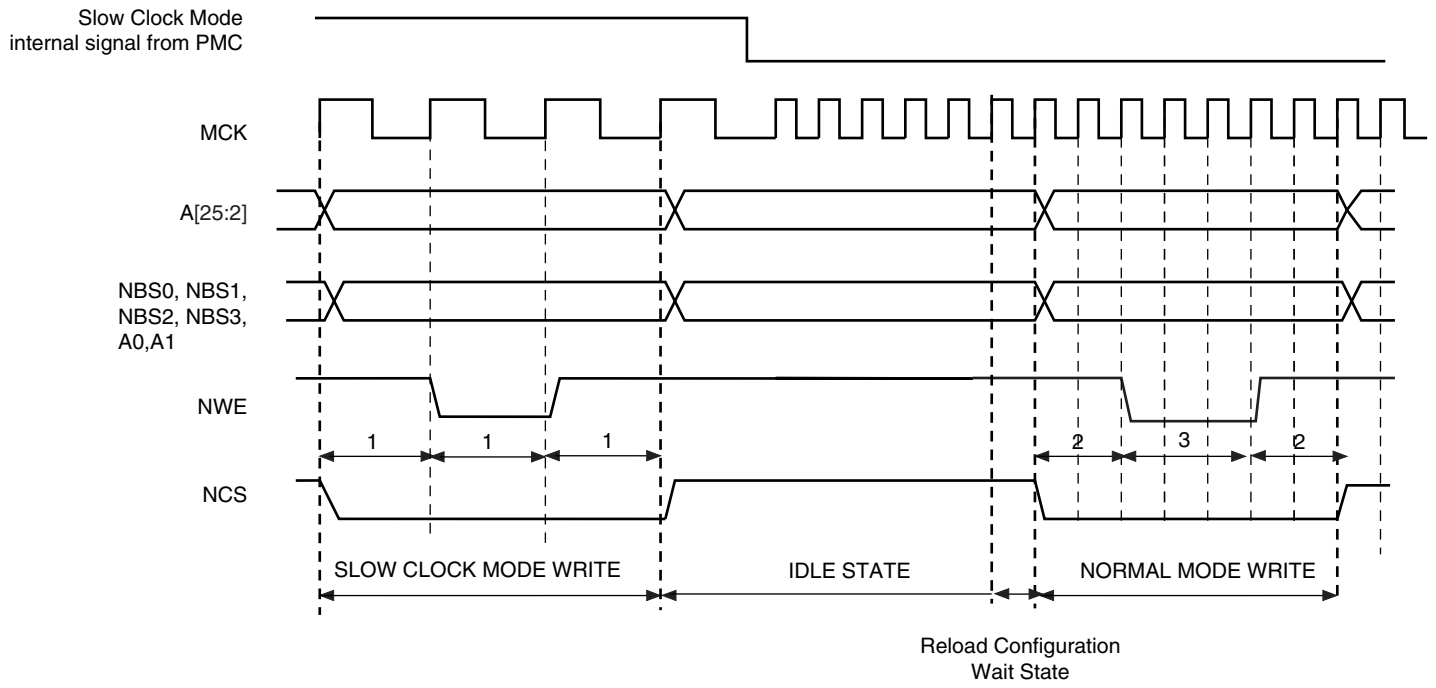 Slow Clock Mode
internal signal from PMC
MCK
A[25:2]
NBS0, NBS1,
NBS2, NBS3,
A0,A1
NWE
1 1 1 2 3 2
NCS
SLOW CLOCK MODE WRITE IDLE STATE NORMAL MODE WRITE
Reload Configuration
Wait State